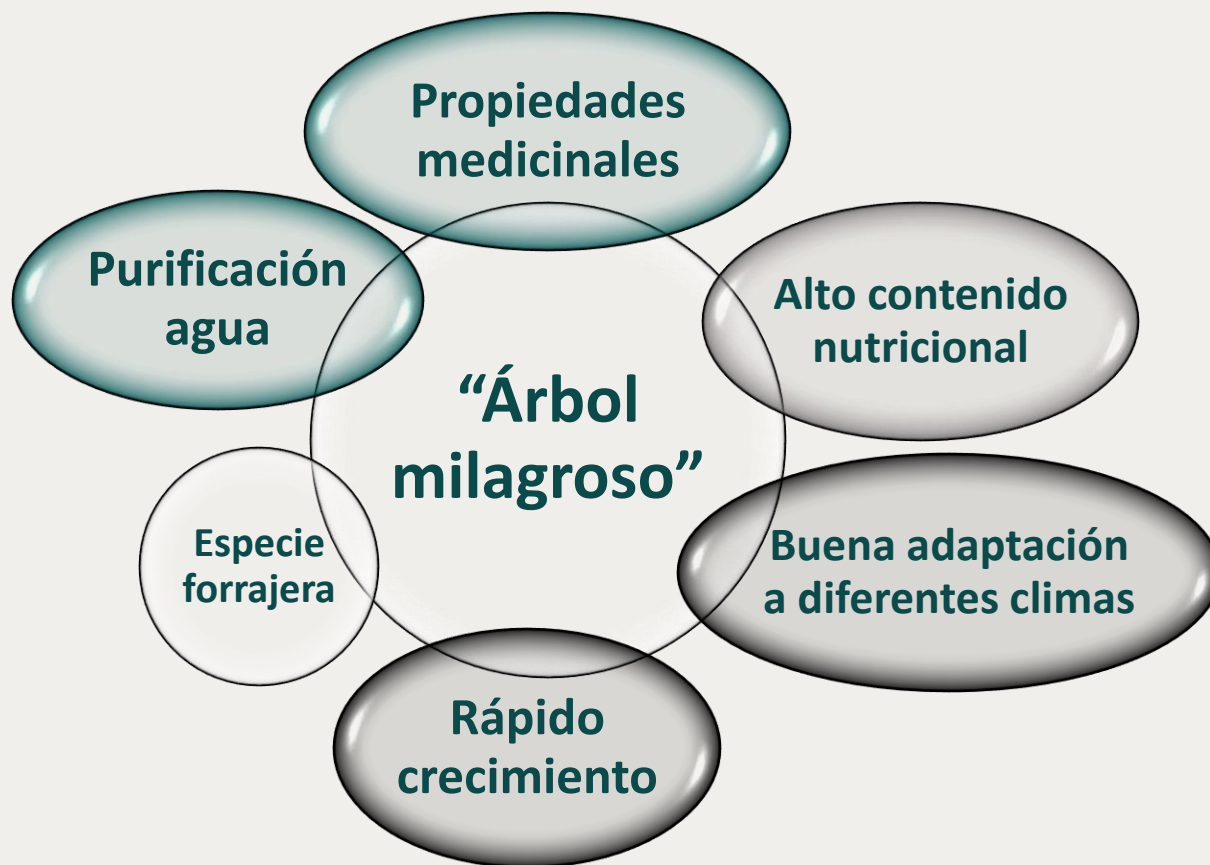 Propiedades
medicinales
Purificación
agua
Alto contenido
nutricional
“Árbol
milagroso”
Especie
forrajera
Buena adaptación
a diferentes climas
Rápido
crecimiento